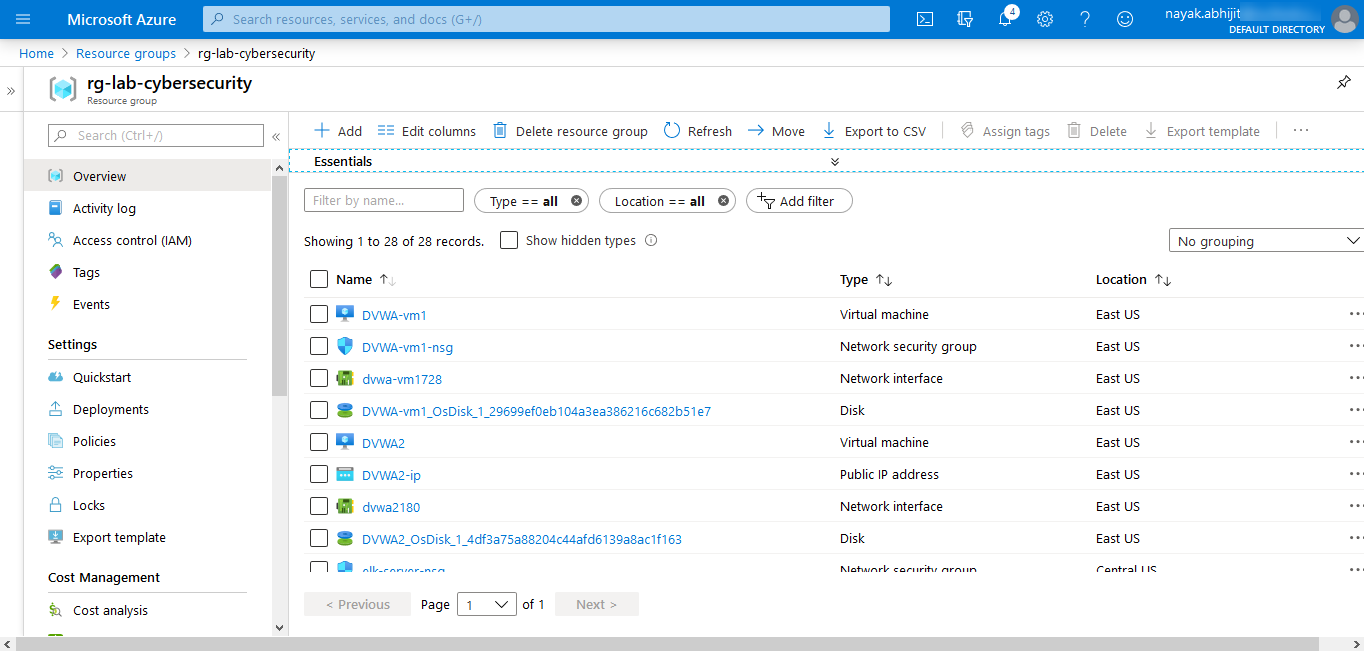 Microsoft Azure
Search resources, services, and docs (G+/)
4
nayak.abhijit
DEFAULT DIRECTORY
Home > Resource groups > rg-lab-cybersecurity
rg-lab-cybersecurity
Resource group
Search (Ctrl+/)
Overview
Activity log
Access control (IAM)
Tags
Events
Settings
Quickstart
Deployments
Policies
Properties
Locks
Export template
Cost Management
Cost analysis
Add Edit columns Delete resource group Refresh Move Export to CSV Assign tags Delete Export template ...
Essentials
Filter by name... Type == all Location == all Add filter
Showing 1 to 28 of 28 records. Show hidden types
No grouping
Name Type Location
DVWA-vm1 Virtual machine East US
DVWA-vm1-nsg Network security group East US
dvwa-vm1728 Network interface East US
DVWA-vm1_OsDisk_1_29699ef0eb104a3ea386216c682b51e7 Disk East US
DVWA2 Virtual machine East US
DVWA2-ip Public IP address East US
dvwa2180 Network interface East US
DVWA2_OsDisk_1_4df3a75a88204c44afd6139a8ac1f163 Disk East US
elk-server-nsg Network security group Central US
< Previous Page 1 of 1 Next >